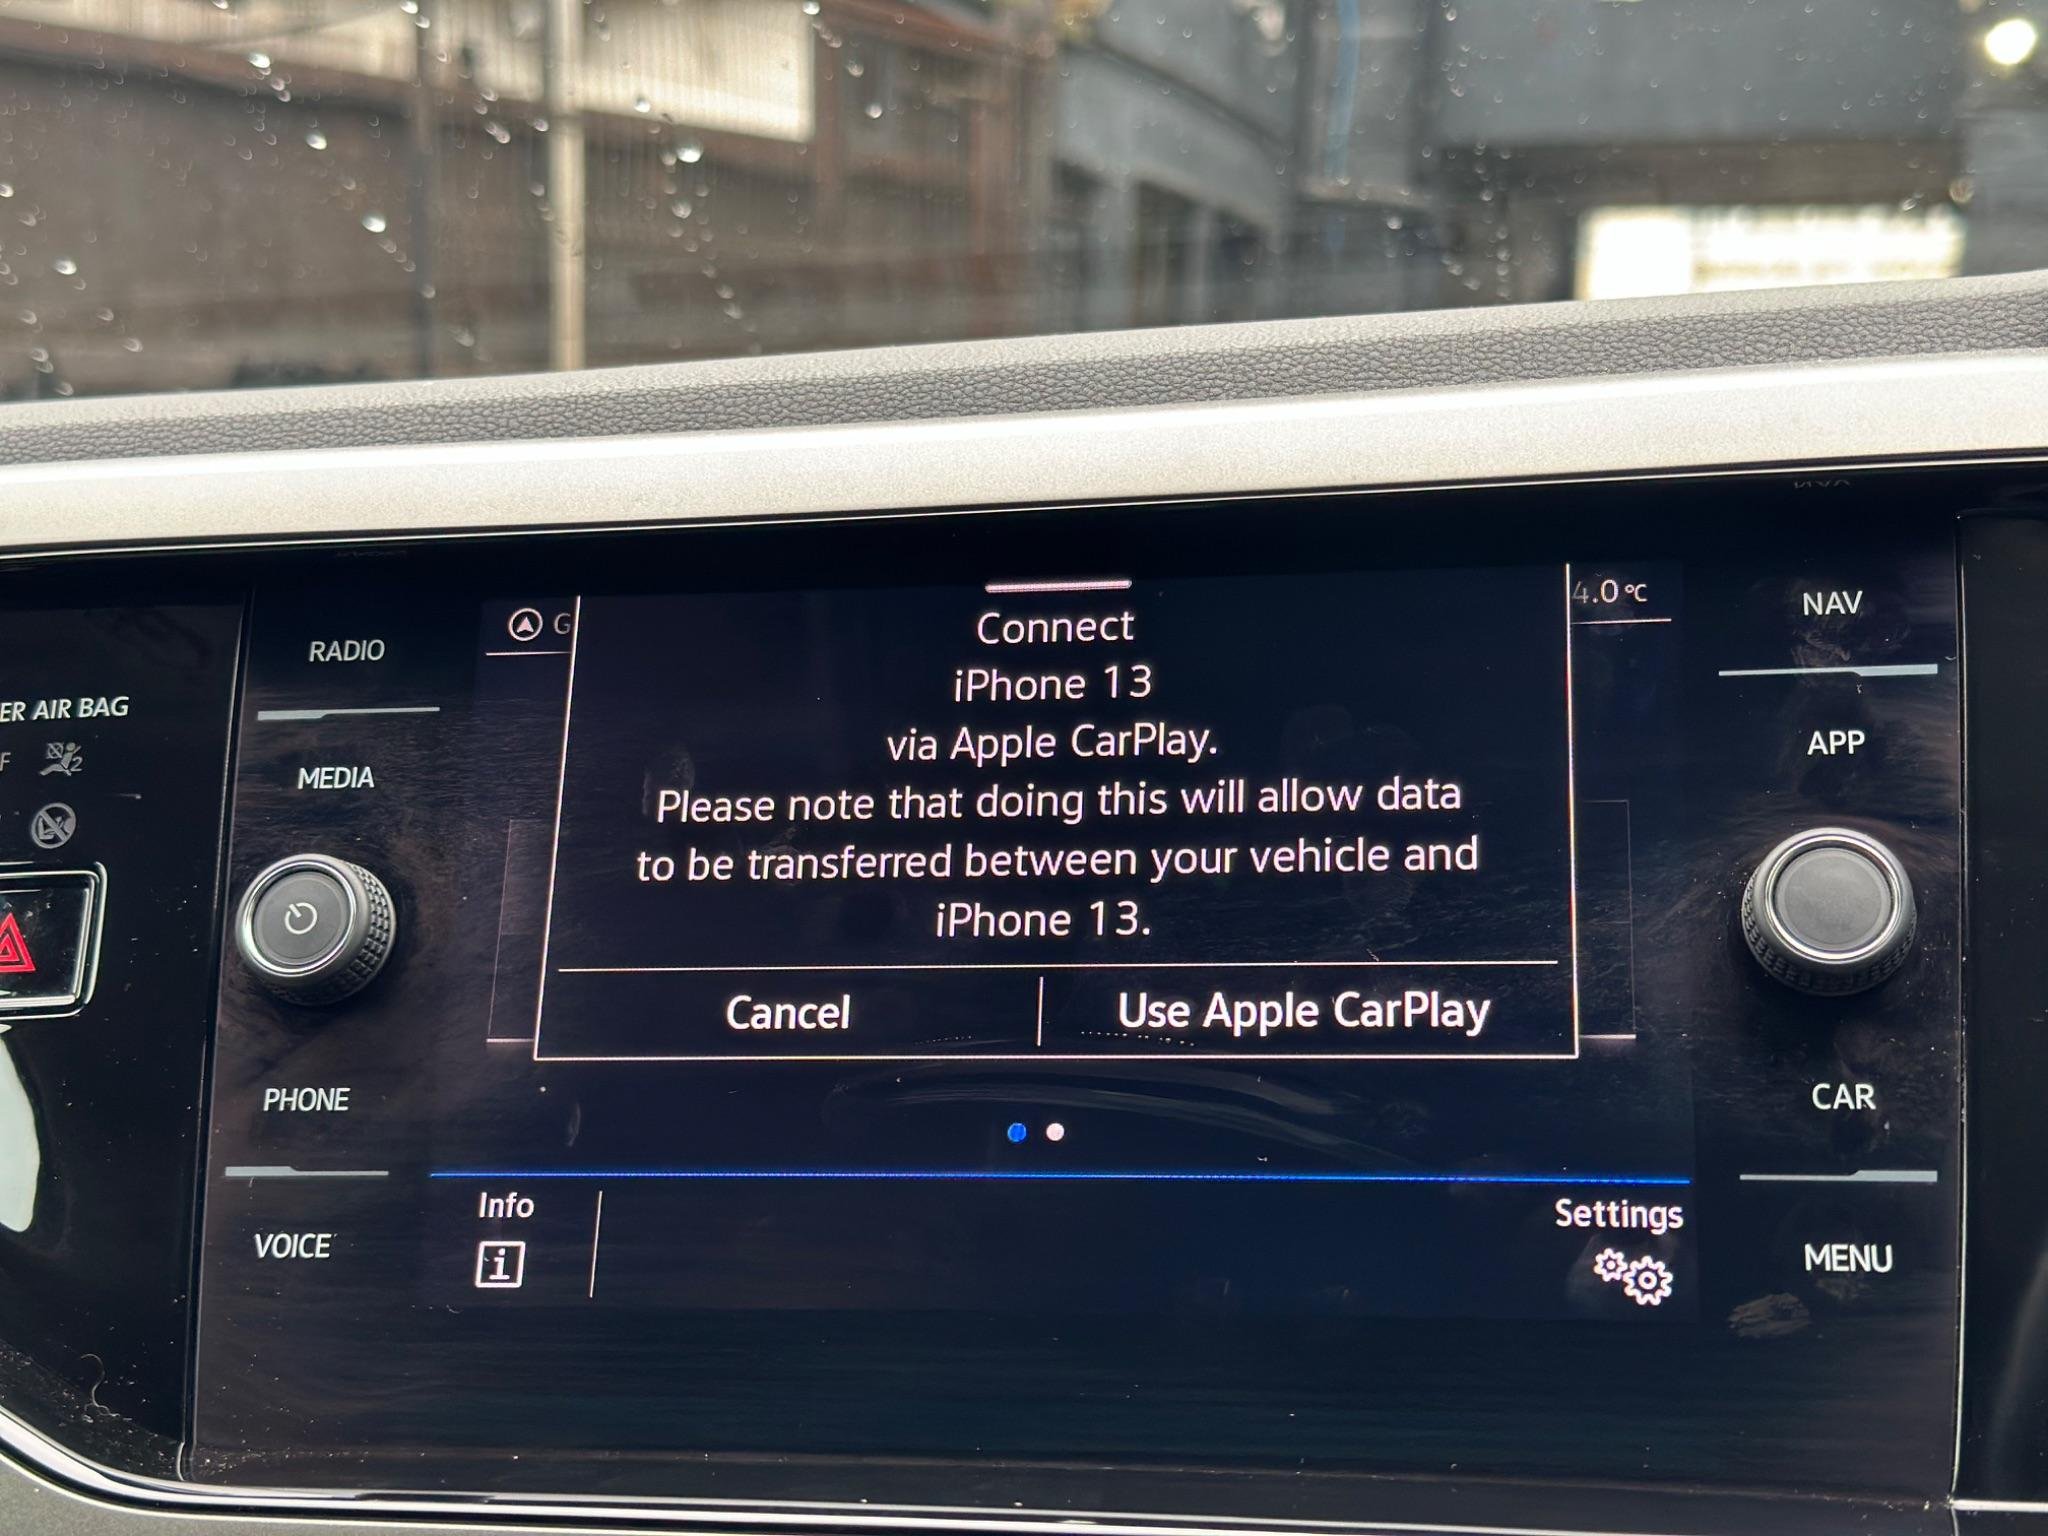 NAV
RADIO
G
4.0 °C
Connect
iPhone 13
via Apple CarPlay.
Please note that doing this will allow data
to be transferred between your vehicle and
iPhone 13.
Cancel
Use Apple CarPlay
ER AIR BAG
F
2
MEDIA
APP
PHONE
CAR
VOICE
MENU
Info
i
Settings